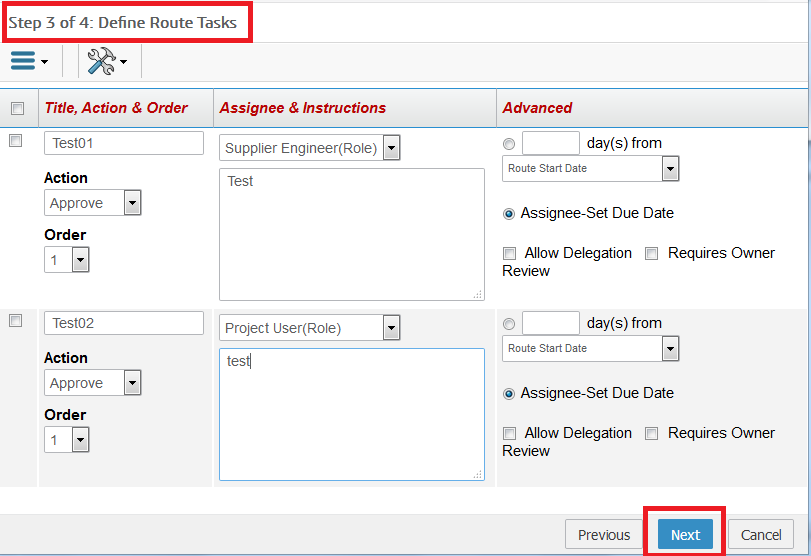 Step 3 of 4: Define Route Tasks
Title, Action & Order Assignee & Instructions Advanced
Test01 Supplier Engineer(Role) day(s) from
Route Start Date
Action Test
Approve Assignee-Set Due Date
Order
1 Allow Delegation Requires Owner
Review
Test02 Project User(Role) day(s) from
Route Start Date
Action test
Approve Assignee-Set Due Date
Order
1 Allow Delegation Requires Owner
Review
Previous Next Cancel